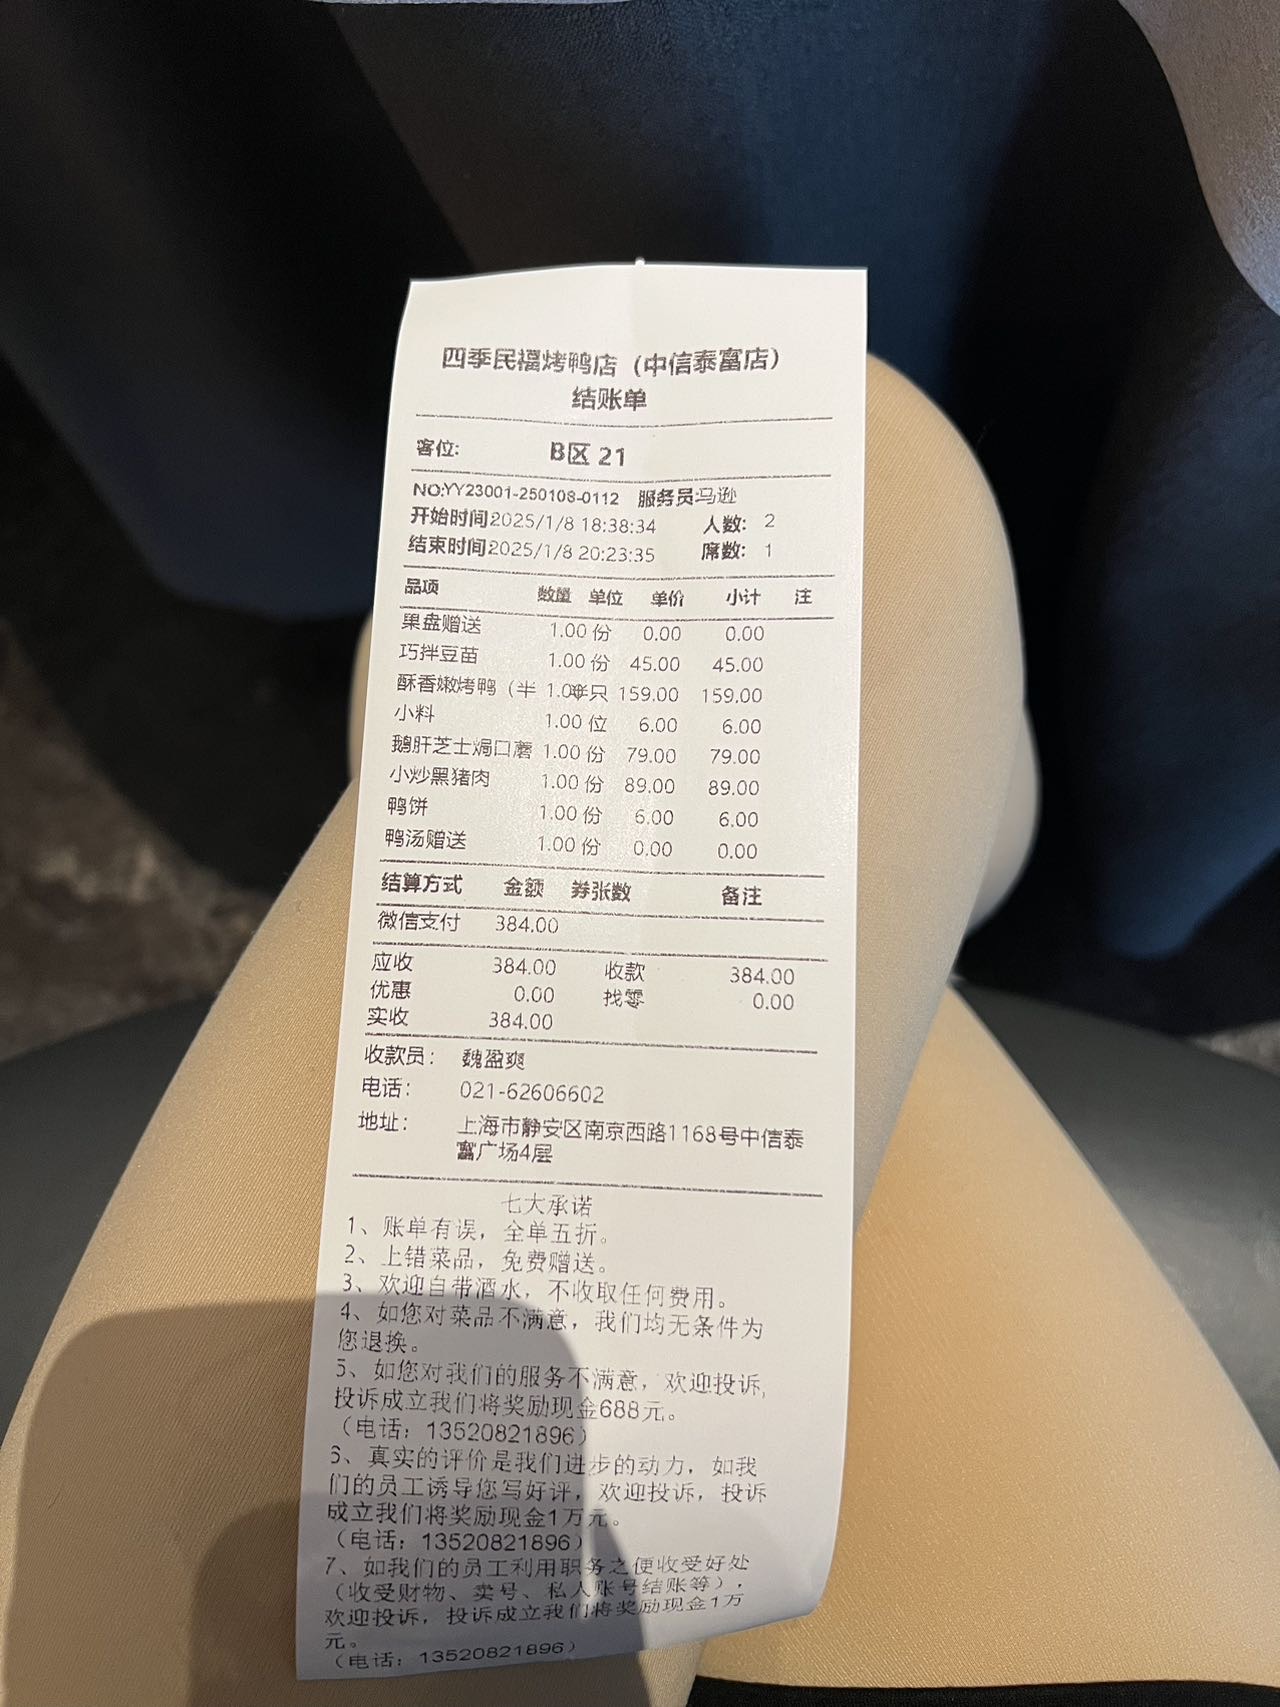 四季民福烤鸭店（中信泰富店）
结账单
客位: B区 21
NO:YY23001-250108-0112 服务员:马逊
开始时间2025/1/8 18:38:34 人数: 2
结束时间2025/1/8 20:23:35 席数: 1
品项 数量 单位 单价 小计 注
果盘赠送 1.00 份 0.00 0.00
巧拌豆苗 1.00 份 45.00 45.00
酥香嫩烤鸭（半 1.00半只 159.00 159.00
小料 1.00 位 6.00 6.00
鹅肝芝士焗口蘑 1.00 份 79.00 79.00
小炒黑猪肉 1.00 份 89.00 89.00
鸭饼 1.00 份 6.00 6.00
鸭汤赠送 1.00 份 0.00 0.00
结算方式 金额 券张数 备注
微信支付 384.00
应收 384.00 收款 384.00
优惠 0.00 找零 0.00
实收 384.00
收款员: 魏盈爽
电话: 021-62606602
地址: 上海市静安区南京西路1168号中信泰
富广场4层
七大承诺
1、账单有误，全单五折。
2、上错菜品，免费赠送。
3、欢迎自带酒水，不收取任何费用。
4、如您对菜品不满意，我们均无条件为
您退换。
5、如您对我们的服务不满意，欢迎投诉,
投诉成立我们将奖励现金688元。
（电话：13520821896）
6、真实的评价是我们进步的动力，如我
们的员工诱导您写好评，欢迎投诉，投诉
成立我们将奖励现金1万元。
（电话：13520821896）
7、如我们的员工利用职务之便收受好处
（收受财物、卖号、私人账号结账等），
欢迎投诉，投诉成立我们将奖励现金1万
元。
（电话：13520821896）